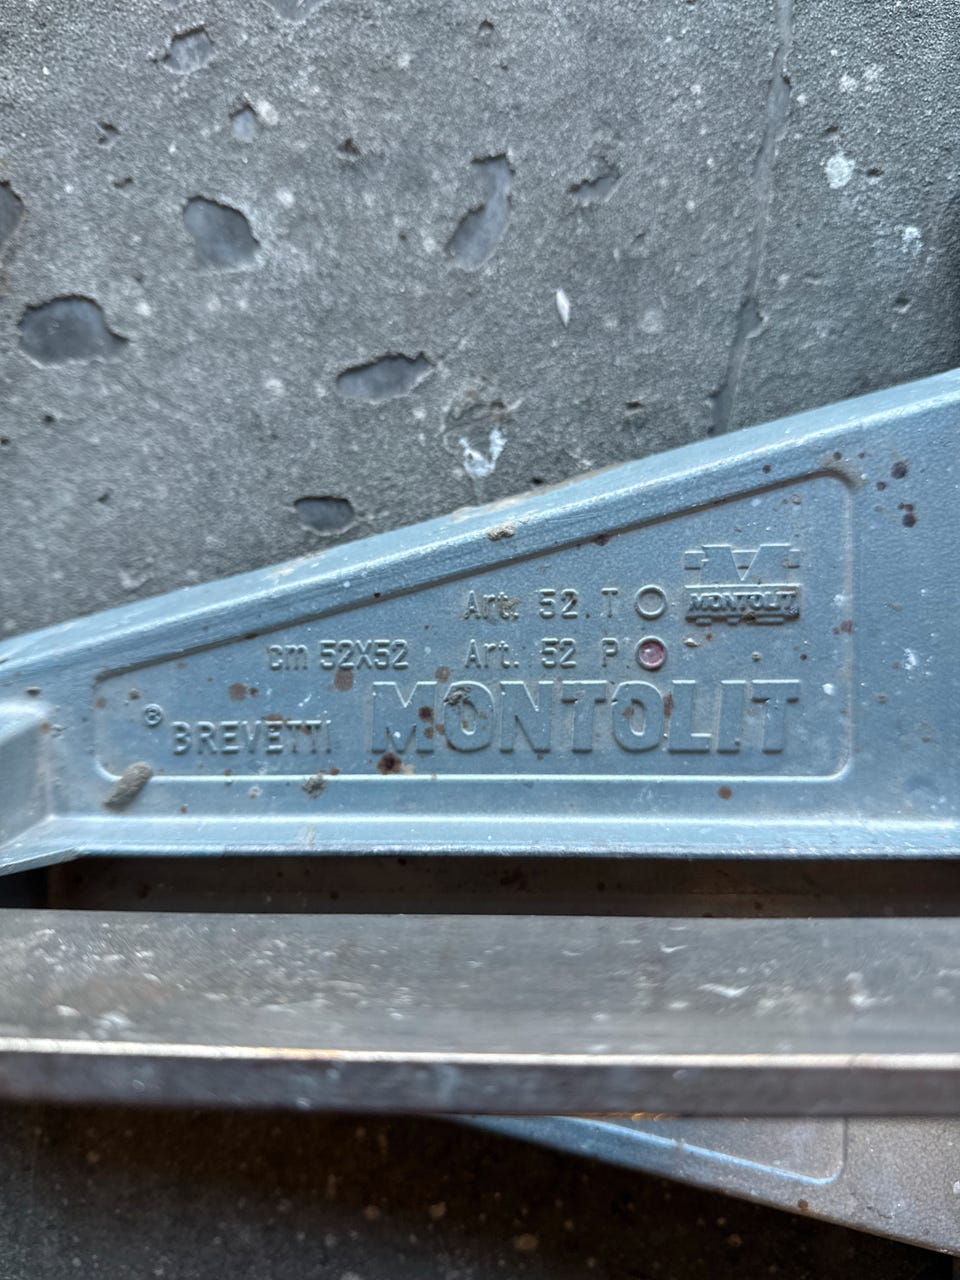 Art. 52.T
MONTOLIT
cm 52X52 Art. 52 P
® BREVETTI MONTOLIT